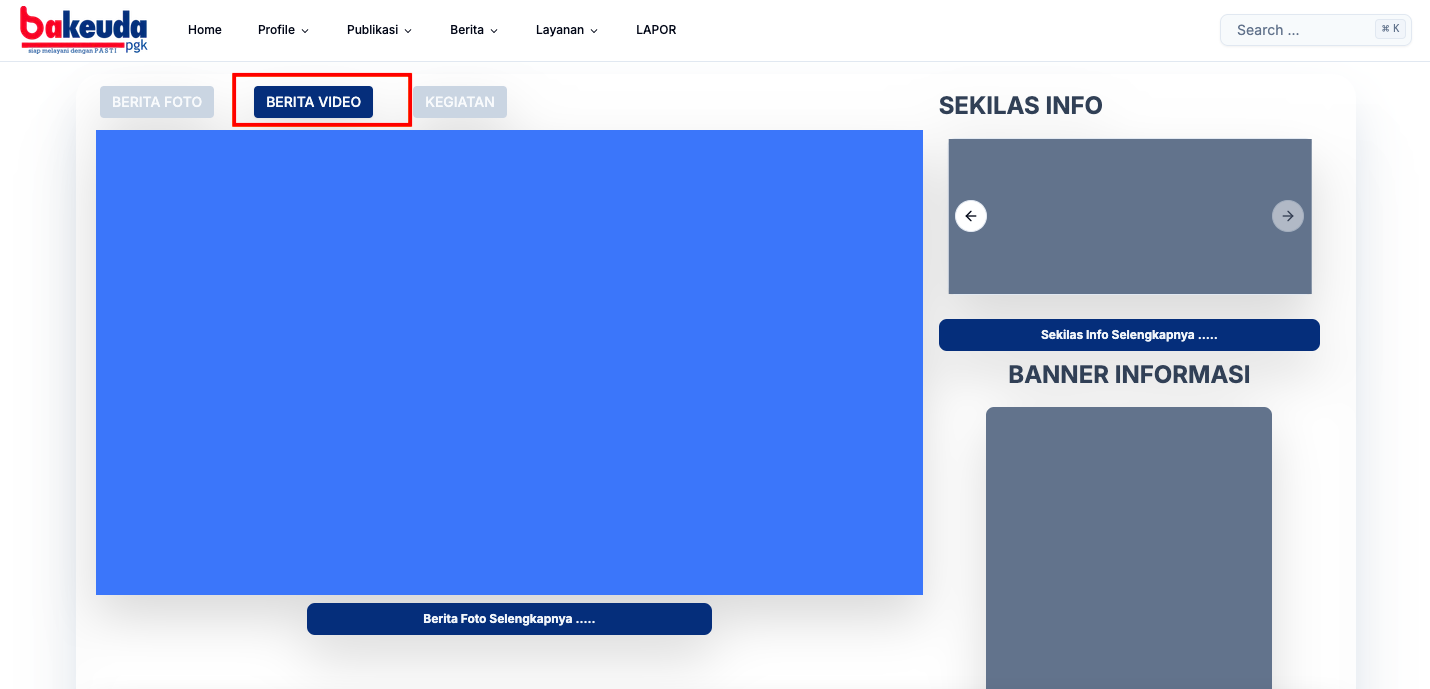 bakeuda
pgk
siap melayani dengan PASTI
Home
Profile
Publikasi
Berita
Layanan
LAPOR
Search ...
⌘ K
BERITA FOTO
BERITA VIDEO
KEGIATAN
SEKILAS INFO
Sekilas Info Selengkapnya .....
BANNER INFORMASI
Berita Foto Selengkapnya .....